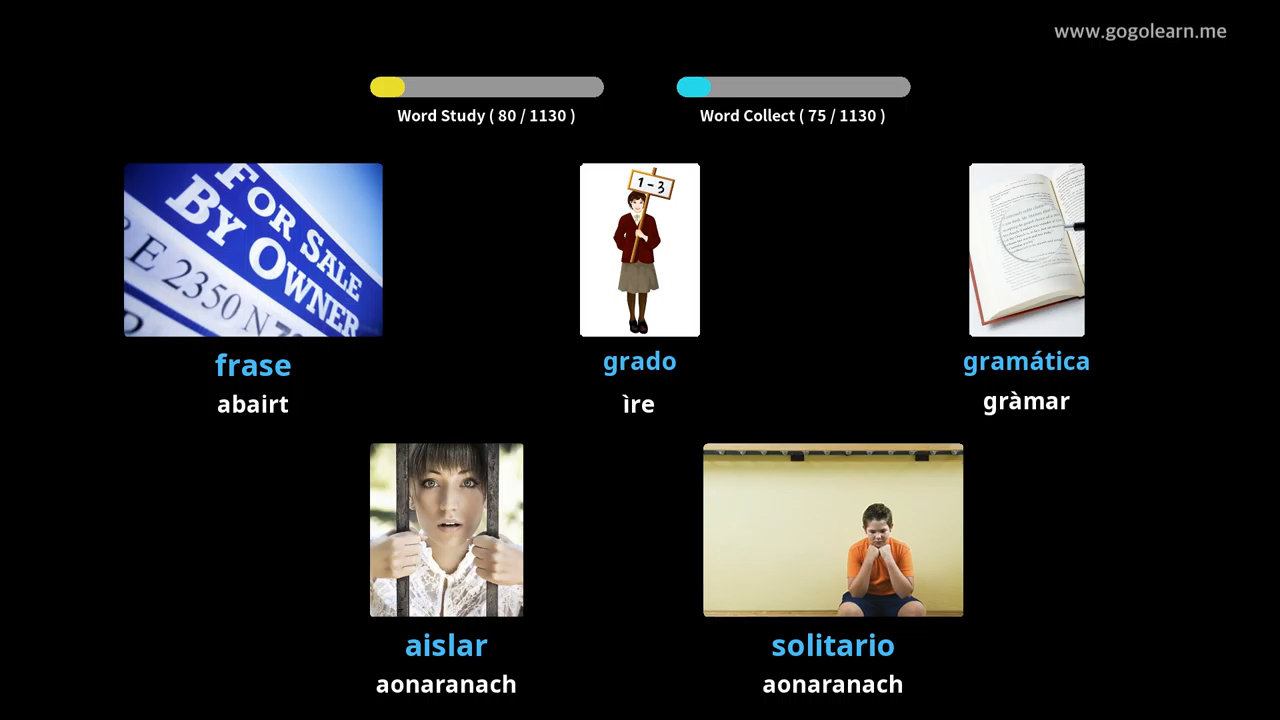 www.gogolearn.me
Word Study ( 80 / 1130 )
Word Collect ( 75 / 1130 )
FOR SALE
BY OWNER
E 2350 N
1 - 3
frase
grado
gramática
abairt
ìre
gràmar
aislar
solitario
aonaranach
aonaranach